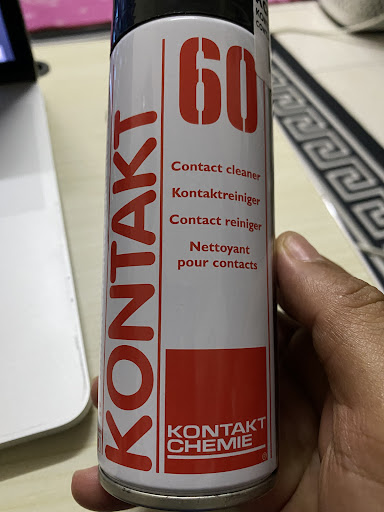 60
KONTAKT
Contact cleaner
Kontaktreiniger
Contact reiniger
Nettoyant
pour contacts
KONTAKT
CHEMIE